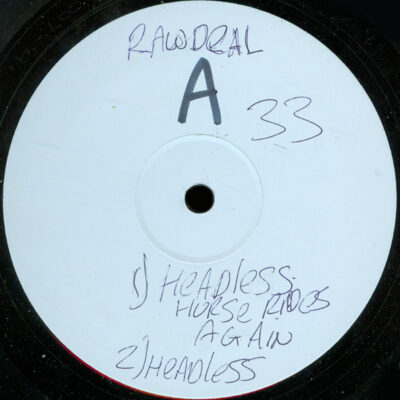 RAWDEAL
A
33
1) HEADLESS.
HORSE RIDES
AGAIN
2) HEADLESS